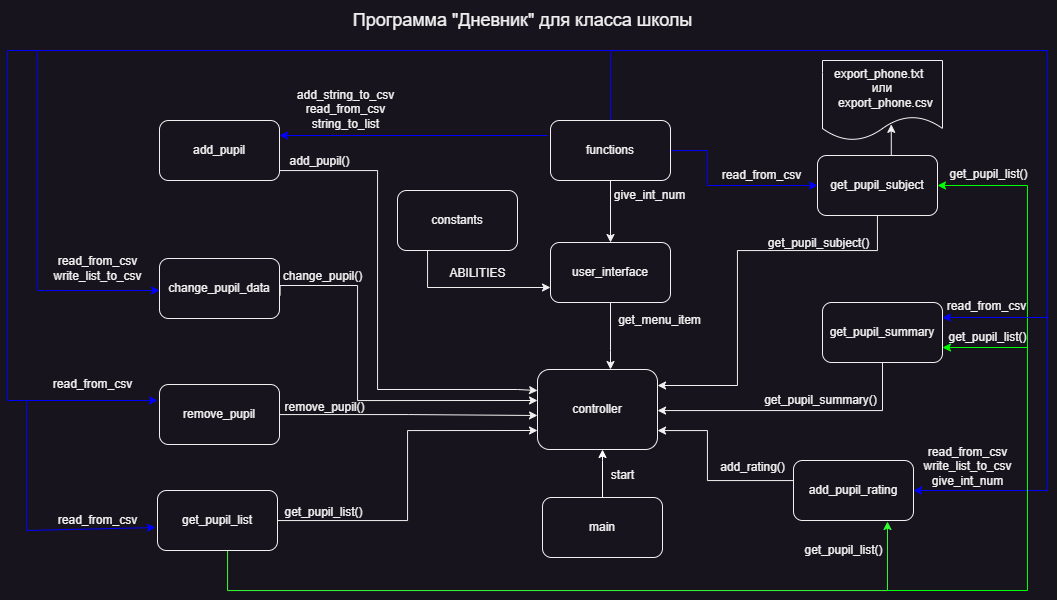 Программа "Дневник" для класса школы
export_phone.txt
или
export_phone.csv
add_string_to_csv
read_from_csv
string_to_list
add_pupil
add_pupil()
functions
read_from_csv
get_pupil_subject
get_pupil_list()
give_int_num
constants
get_pupil_subject()
ABILITIES
user_interface
read_from_csv
write_list_to_csv
change_pupil_data
change_pupil()
get_menu_item
read_from_csv
get_pupil_summary
get_pupil_list()
read_from_csv
remove_pupil
remove_pupil()
controller
get_pupil_summary()
read_from_csv
write_list_to_csv
give_int_num
add_rating()
start
add_pupil_rating
read_from_csv
get_pupil_list
get_pupil_list()
main
get_pupil_list()